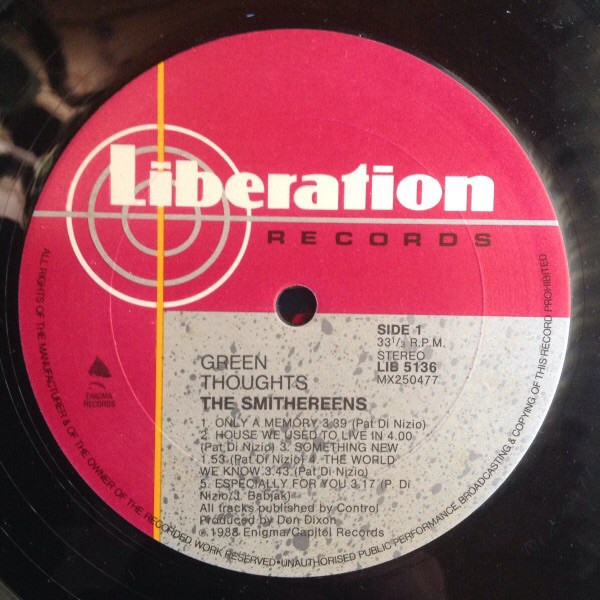 Liberation
RECORDS
SIDE 1
33 1/3 R.P.M.
STEREO
LIB 5136
MX250477
ENIGMA
RECORDS
GREEN
THOUGHTS
THE SMITHEREENS
1. ONLY A MEMORY 3.39 (Pat Di Nizio)
2. HOUSE WE USED TO LIVE IN 4.00
(Pat Di Nizio) 3. SOMETHING NEW
1.53 (Pat Di Nizio) 4. THE WORLD
WE KNOW 3.43 (Pat Di Nizio)
5. ESPECIALLY FOR YOU 3.17 (P. Di
Nizio/J. Babjak)
All tracks published by Control
Produced by Don Dixon
℗ 1988 Enigma/Capitol Records
ALL RIGHTS OF THE MANUFACTURER & OF THE OWNER OF THE RECORDED WORK RESERVED • UNAUTHORISED PUBLIC PERFORMANCE, BROADCASTING & COPYING OF THIS RECORD PROHIBITED